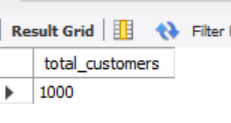 Result Grid Filter
total_customers
1000